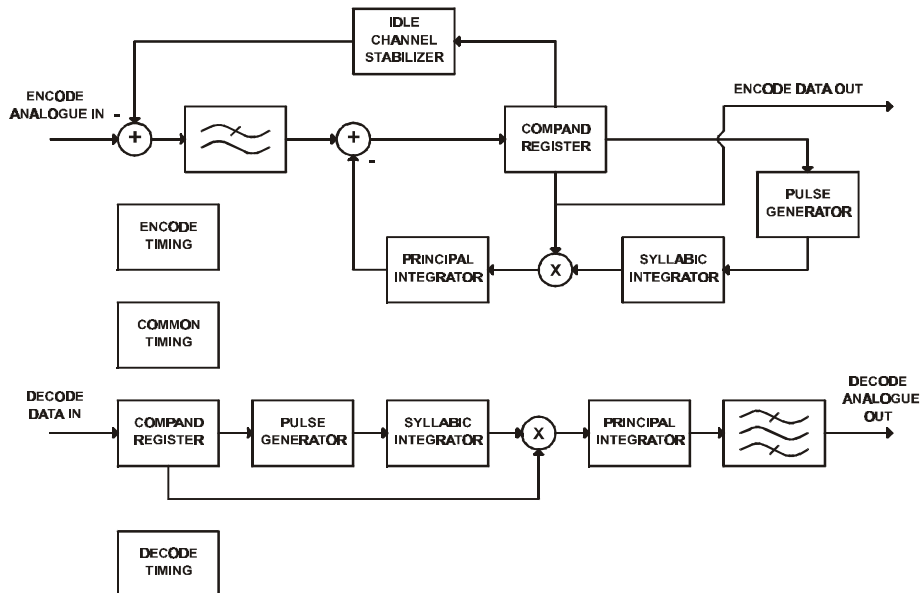 IDLE
CHANNEL
STABILIZER
ENCODE
ANALOGUE IN
-
+
+
-
COMPAND
REGISTER
ENCODE DATA OUT
PULSE
GENERATOR
ENCODE
TIMING
PRINCIPAL
INTEGRATOR
X
SYLLABIC
INTEGRATOR
COMMON
TIMING
DECODE
DATA IN
COMPAND
REGISTER
PULSE
GENERATOR
SYLLABIC
INTEGRATOR
X
PRINCIPAL
INTEGRATOR
DECODE
ANALOGUE
OUT
DECODE
TIMING